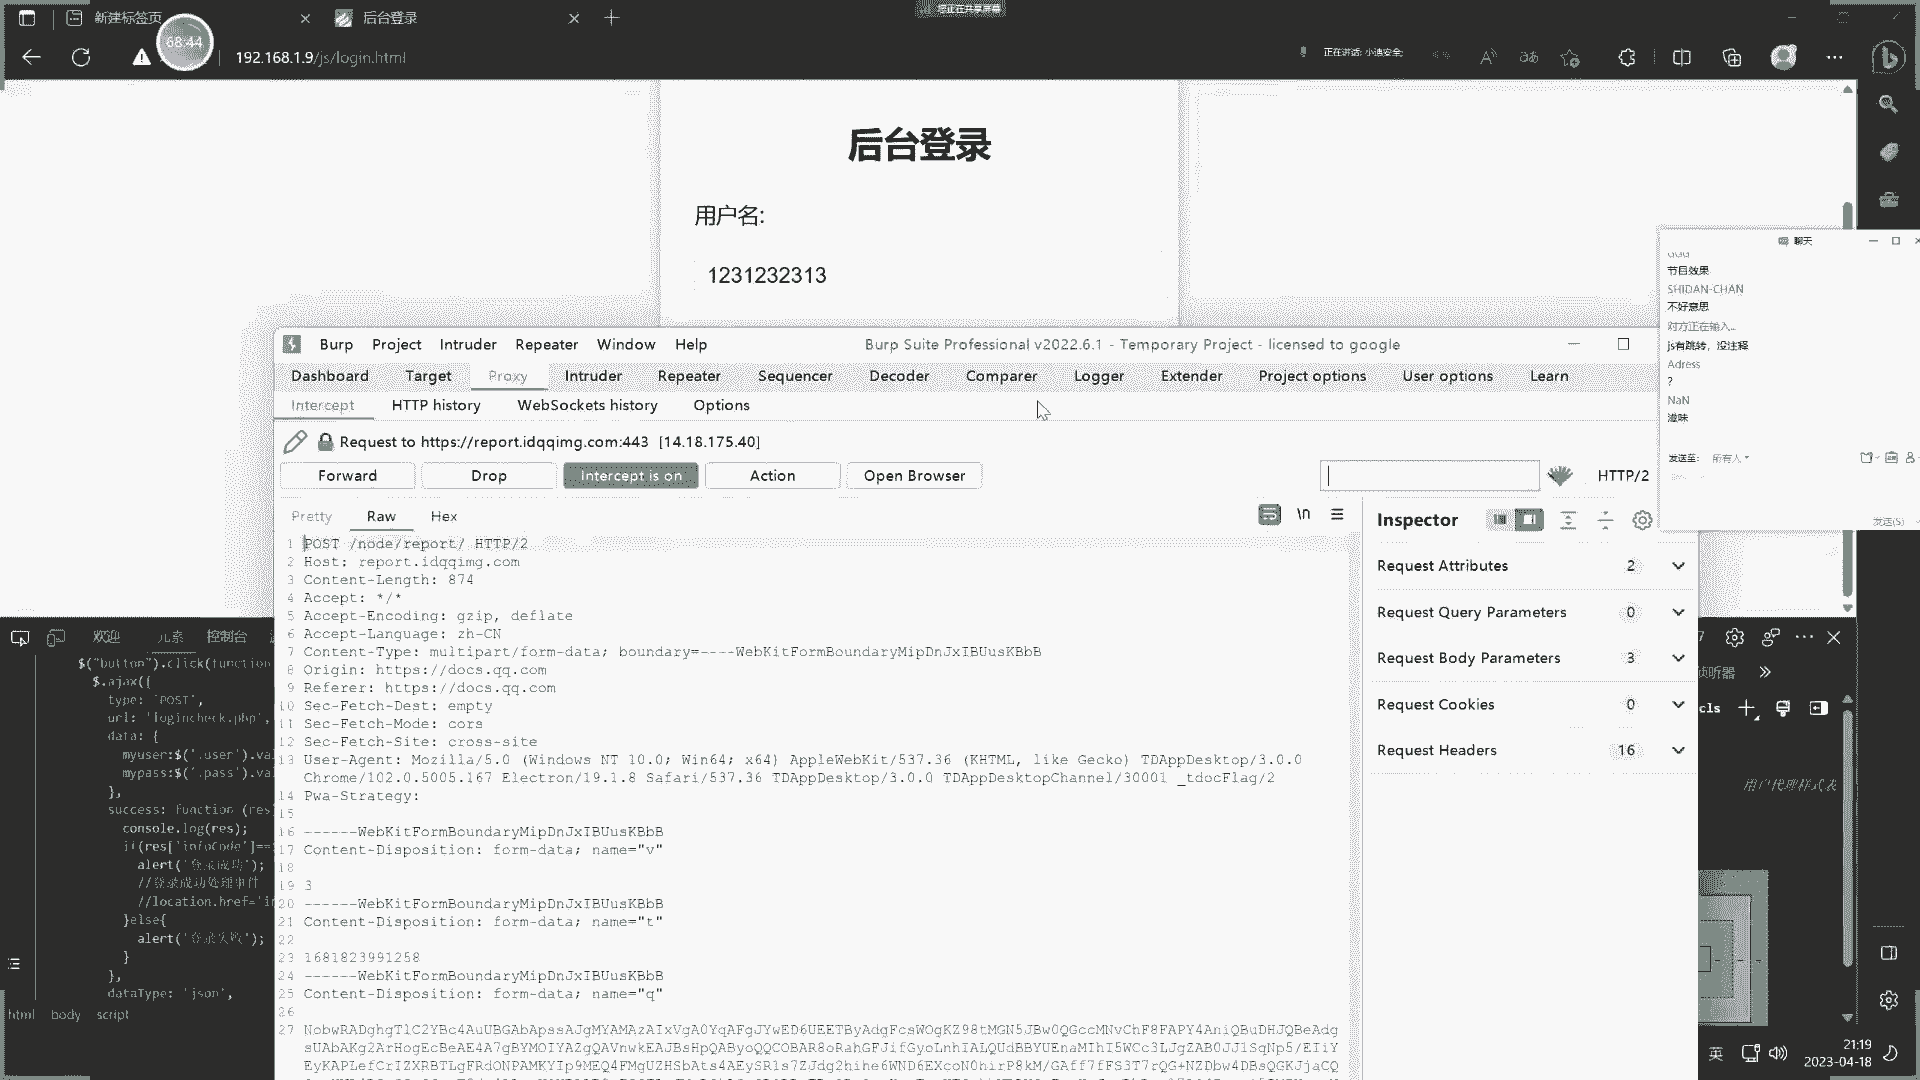 新建标签页
后台登录
您正在共享屏幕
68:44
192.168.1.9/js/login.html
正在讲话: 小迪安全;
后台登录
用户名:
1231232313
聊天
节目效果
SHIDAN-CHAN
不好意思
对方正在输入...
js有跳转，没注释
Adress
?
NaN
滋味
发送至: 所有人
发送(S)
Burp Project Intruder Repeater Window Help
Burp Suite Professional v2022.6.1 - Temporary Project - licensed to google
Dashboard Target Proxy Intruder Repeater Sequencer Decoder Comparer Logger Extender Project options User options Learn
Intercept HTTP history WebSockets history Options
Request to https://report.idqqimg.com:443 [14.18.175.40]
Forward Drop Intercept is on Action Open Browser
HTTP/2
Pretty Raw Hex
\n
Inspector
Request Attributes 2
Request Query Parameters 0
Request Body Parameters 3
Request Cookies 0
Request Headers 16
1 POST /node/report/ HTTP/2
2 Host: report.idqqimg.com
3 Content-Length: 874
4 Accept: */*
5 Accept-Encoding: gzip, deflate
6 Accept-Language: zh-CN
7 Content-Type: multipart/form-data; boundary=----WebKitFormBoundaryMipDnJxIBUusKBbB
8 Origin: https://docs.qq.com
9 Referer: https://docs.qq.com
10 Sec-Fetch-Dest: empty
11 Sec-Fetch-Mode: cors
12 Sec-Fetch-Site: cross-site
13 User-Agent: Mozilla/5.0 (Windows NT 10.0; Win64; x64) AppleWebKit/537.36 (KHTML, like Gecko) TDAppDesktop/3.0.0
Chrome/102.0.5005.167 Electron/19.1.8 Safari/537.36 TDAppDesktop/3.0.0 TDAppDesktopChannel/30001 _tdocFlag/2
14 Pwa-Strategy:
15
16 ------WebKitFormBoundaryMipDnJxIBUusKBbB
17 Content-Disposition: form-data; name="v"
18
19 3
20 ------WebKitFormBoundaryMipDnJxIBUusKBbB
21 Content-Disposition: form-data; name="t"
22
23 1681823991258
24 ------WebKitFormBoundaryMipDnJxIBUusKBbB
25 Content-Disposition: form-data; name="q"
26
27
欢迎 元素 控制台
$("button").click(function
$.ajax({
type: 'POST',
url: 'logincheck.php',
data: {
myuser:$('.user').va
mypass:$('.pass').va
},
success: function (res
console.log(res);
if(res['infoCode']==
alert('登录成功');
//登录成功处理事件
//location.href='in
}else{
alert('登录失败');
}
},
dataType: 'json',
html body script
侦听器
cls
用户代理样式表
英
21:19
2023-04-18